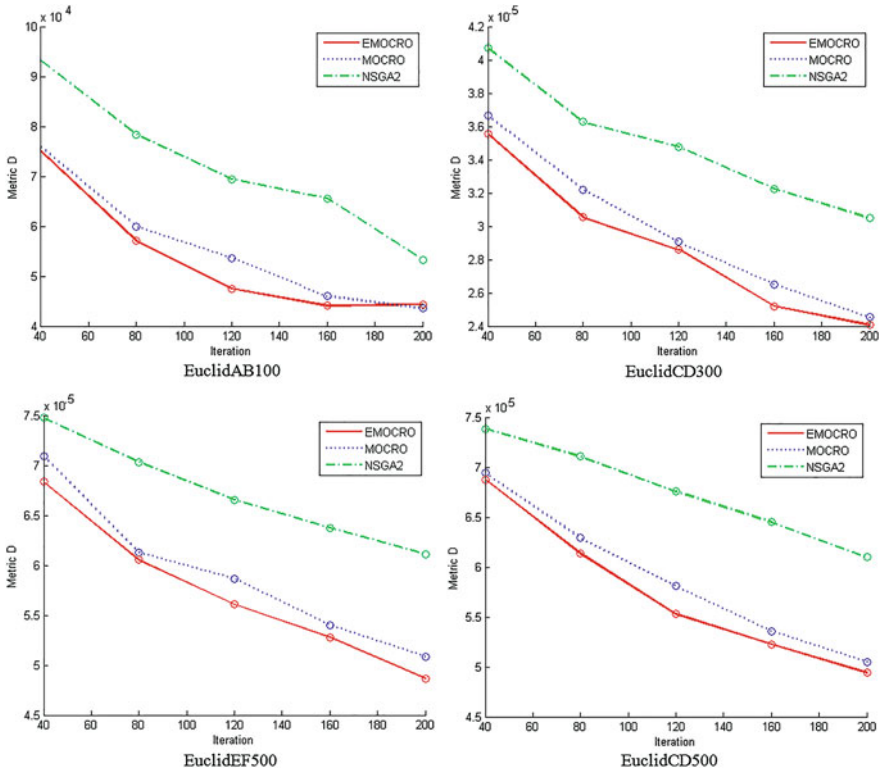 x 10^4
10
9
8
7
6
5
4
Metric D
40 60 80 100 120 140 160 180 200
Iteration
EMOCRO
MOCRO
NSGA2
EuclidAB100
x 10^-5
4.2
4
3.8
3.6
3.4
3.2
3
2.8
2.6
2.4
Metric D
40 60 80 100 120 140 160 180 200
Iteration
EMOCRO
MOCRO
NSGA2
EuclidCD300
x 10^-5
7.5
7
6.5
6
5.5
5
4.5
Metric D
40 60 80 100 120 140 160 180 200
Iteration
EMOCRO
MOCRO
NSGA2
EuclidEF500
x 10^-5
7.5
7
6.5
6
5.5
5
4.5
Metric D
40 60 80 100 120 140 160 180 200
Iteration
EMOCRO
MOCRO
NSGA2
EuclidCD500